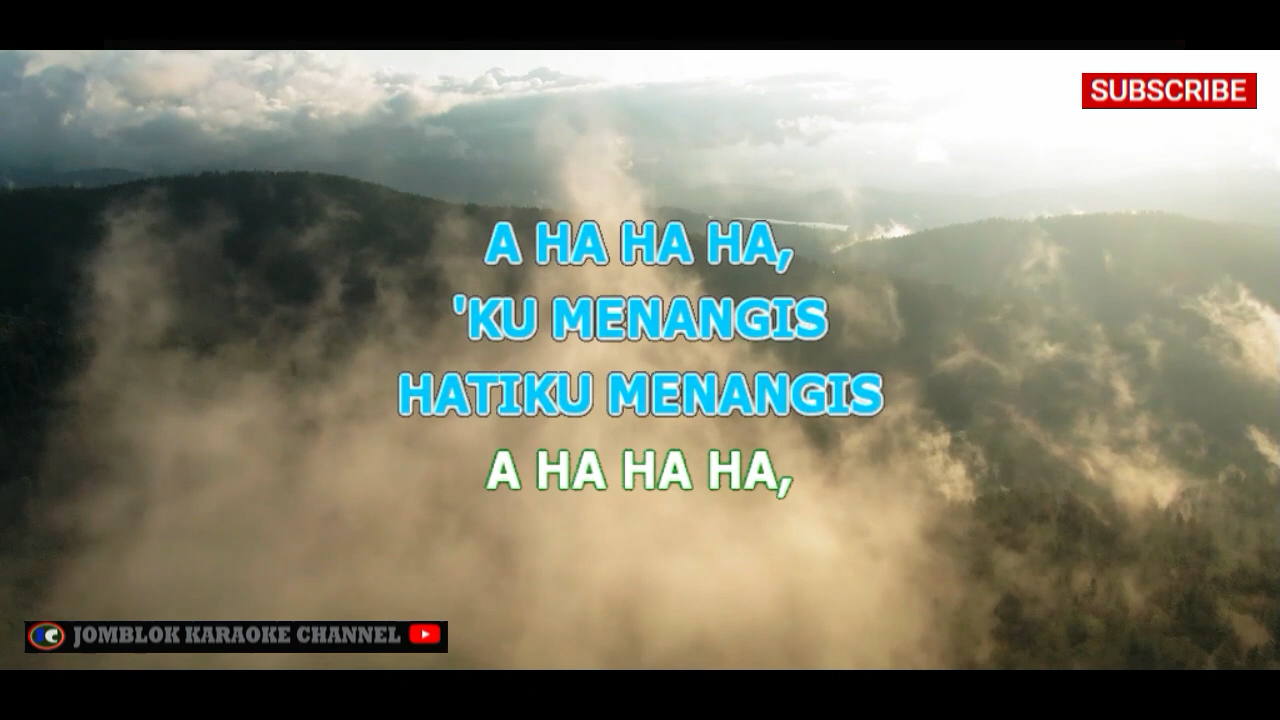 SUBSCRIBE
A HA HA HA,
'KU MENANGIS
HATIKU MENANGIS
A HA HA HA,
JOMBLOK KARAOKE CHANNEL